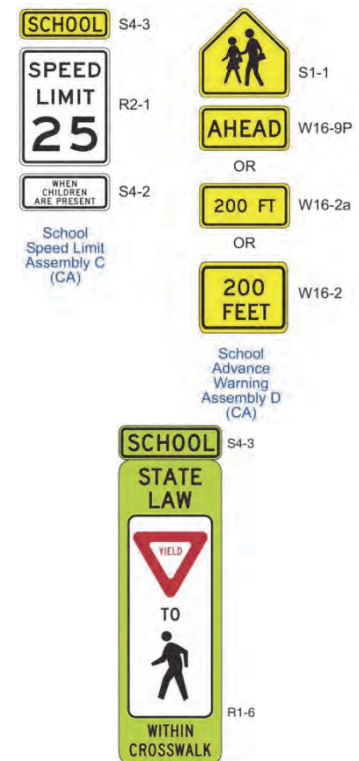 SCHOOL S4-3
SPEED
LIMIT
25
R2-1
WHEN
CHILDREN
ARE PRESENT
S4-2
School
Speed Limit
Assembly C
(CA)
S1-1
AHEAD W16-9P
OR
200 FT W16-2a
OR
200
FEET
W16-2
School
Advance
Warning
Assembly D
(CA)
SCHOOL S4-3
STATE
LAW
YIELD
TO
R1-6
WITHIN
CROSSWALK